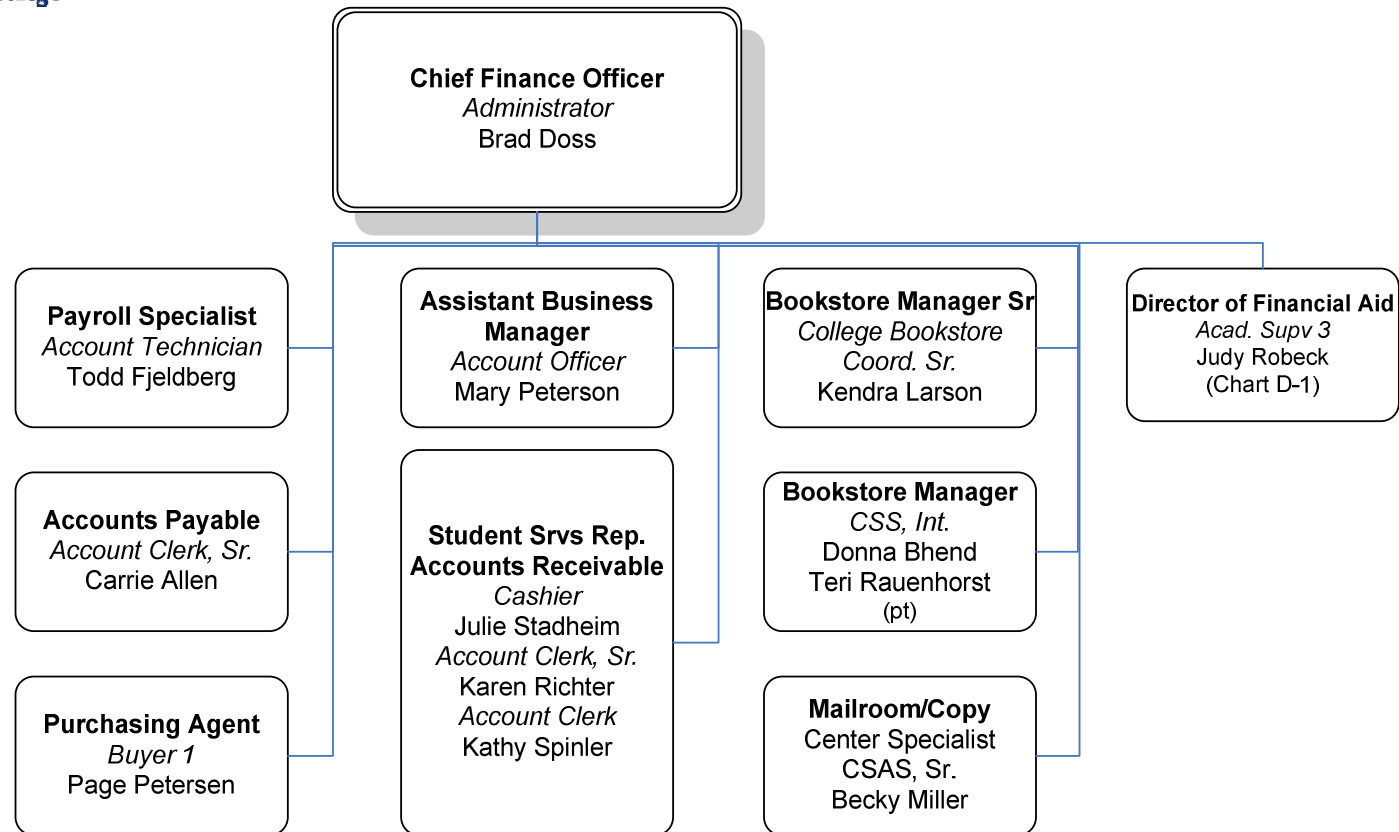 Chief Finance Officer
Administrator
Brad Doss
Payroll Specialist
Account Technician
Todd Fjeldberg
Assistant Business
Manager
Account Officer
Mary Peterson
Bookstore Manager Sr
College Bookstore
Coord. Sr.
Kendra Larson
Director of Financial Aid
Acad. Supv 3
Judy Robeck
(Chart D-1)
Accounts Payable
Account Clerk, Sr.
Carrie Allen
Student Srvs Rep.
Accounts Receivable
Cashier
Julie Stadheim
Account Clerk, Sr.
Karen Richter
Account Clerk
Kathy Spinler
Bookstore Manager
CSS, Int.
Donna Bhend
Teri Rauenhorst
(pt)
Purchasing Agent
Buyer 1
Page Petersen
Mailroom/Copy
Center Specialist
CSAS, Sr.
Becky Miller